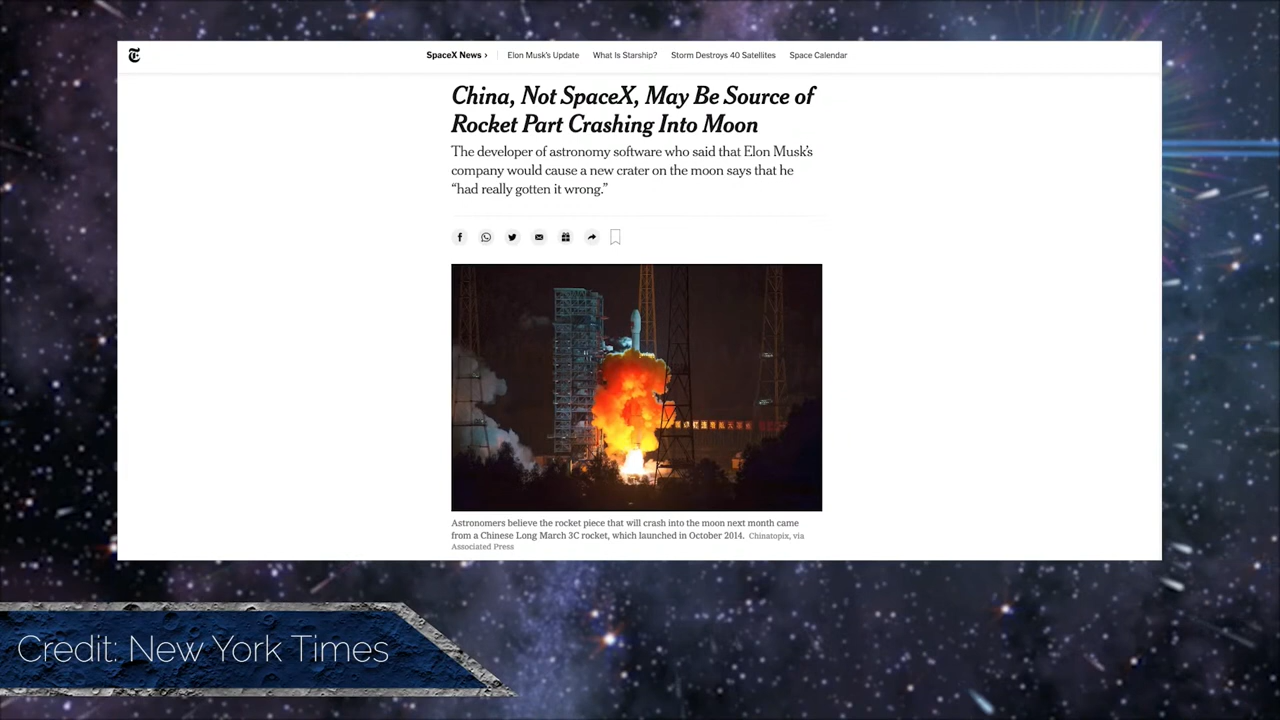 SpaceX News ›
Elon Musk's Update
What Is Starship?
Storm Destroys 40 Satellites
Space Calendar
China, Not SpaceX, May Be Source of
Rocket Part Crashing Into Moon
The developer of astronomy software who said that Elon Musk's
company would cause a new crater on the moon says that he
“had really gotten it wrong.”
Astronomers believe the rocket piece that will crash into the moon next month came
from a Chinese Long March 3C rocket, which launched in October 2014. Chinatopix, via
Associated Press
Credit: New York Times